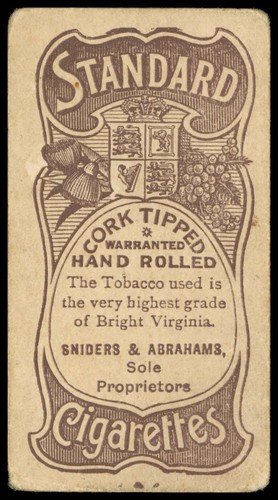 STANDARD
CORK TIPPED
WARRANTED
HAND ROLLED
The Tobacco used is
the very highest grade
of Bright Virginia.
SNIDERS & ABRAHAMS,
Sole
Proprietors
Cigarettes